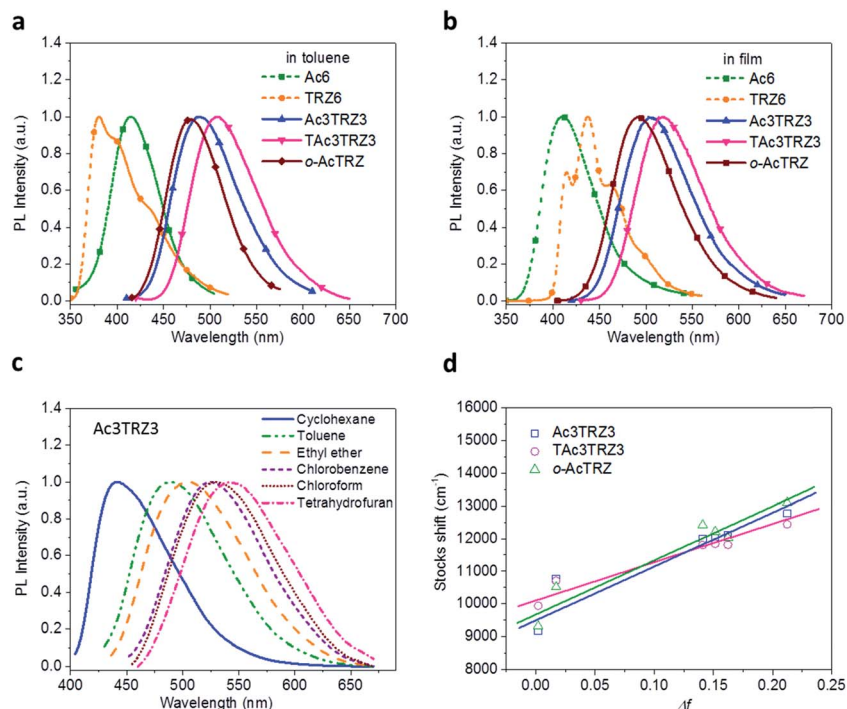 a
in toluene
Ac6
TRZ6
Ac3TRZ3
TAc3TRZ3
o-AcTRZ
PL Intensity (a.u.)
1.4
1.2
1.0
0.8
0.6
0.4
0.2
0.0
350 400 450 500 550 600 650 700
Wavelength (nm)
b
in film
Ac6
TRZ6
Ac3TRZ3
TAc3TRZ3
o-AcTRZ
PL Intensity (a.u.)
1.4
1.2
1.0
0.8
0.6
0.4
0.2
0.0
350 400 450 500 550 600 650 700
Wavelength (nm)
c
Ac3TRZ3
Cyclohexane
Toluene
Ethyl ether
Chlorobenzene
Chloroform
Tetrahydrofuran
PL Intensity (a.u.)
1.4
1.2
1.0
0.8
0.6
0.4
0.2
0.0
400 450 500 550 600 650
Wavelength (nm)
d
Ac3TRZ3
TAc3TRZ3
o-AcTRZ
Stocks shift (cm⁻¹)
16000
15000
14000
13000
12000
11000
10000
9000
8000
0.00 0.05 0.10 0.15 0.20 0.25
Δf